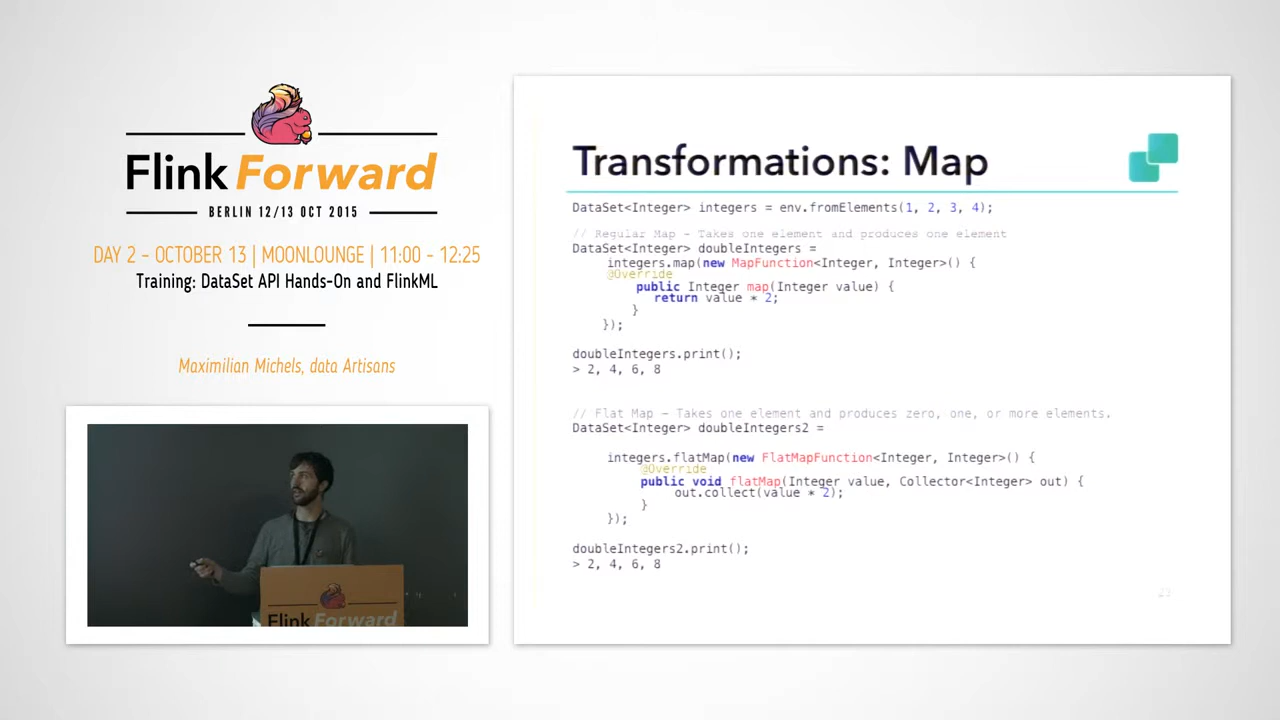 Flink Forward
BERLIN 12/13 OCT 2015
DAY 2 - OCTOBER 13 | MOONLOUNGE | 11:00 - 12:25
Training: DataSet API Hands-On and FlinkML
Maximilian Michels, data Artisans
Flink Forward
Transformations: Map
DataSet<Integer> integers = env.fromElements(1, 2, 3, 4);
// Regular Map – Takes one element and produces one element
DataSet<Integer> doubleIntegers =
integers.map(new MapFunction<Integer, Integer>() {
@Override
public Integer map(Integer value) {
return value * 2;
}
});
doubleIntegers.print();
> 2, 4, 6, 8
// Flat Map – Takes one element and produces zero, one, or more elements.
DataSet<Integer> doubleIntegers2 =
integers.flatMap(new FlatMapFunction<Integer, Integer>() {
@Override
public void flatMap(Integer value, Collector<Integer> out) {
out.collect(value * 2);
}
});
doubleIntegers2.print();
> 2, 4, 6, 8